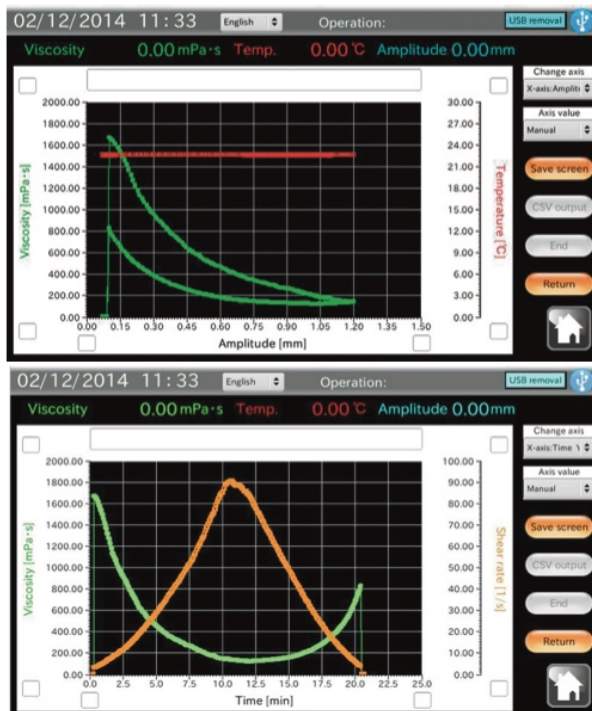 02/12/2014 11:33 English Operation: USB removal
Viscosity 0.00 mPa·s Temp. 0.00 ℃ Amplitude 0.00mm
Change axis
X-axis:Amplit
2000.00 30.00
Axis value
1800.00 27.00
Manual
1600.00 24.00
1400.00 21.00
Save screen
1200.00 18.00
1000.00 15.00
CSV output
800.00 12.00
600.00 9.00
End
400.00 6.00
200.00 3.00
Return
0.00 0.00
Viscosity [mPa·s]
Temperature [℃]
0.00 0.15 0.30 0.45 0.60 0.75 0.90 1.05 1.20 1.35 1.50
Amplitude [mm]
02/12/2014 11:33 English Operation: USB removal
Viscosity 0.00 mPa·s Temp. 0.00 ℃ Amplitude 0.00mm
Change axis
X-axis:Time Y
2000.00 100.00
Axis value
1800.00 90.00
Manual
1600.00 80.00
1400.00 70.00
Save screen
1200.00 60.00
1000.00 50.00
CSV output
800.00 40.00
600.00 30.00
End
400.00 20.00
200.00 10.00
Return
0.00 0.00
Viscosity [mPa·s]
Shear rate [1/s]
0.0 2.5 5.0 7.5 10.0 12.5 15.0 17.5 20.0 22.5 25.0
Time [min]